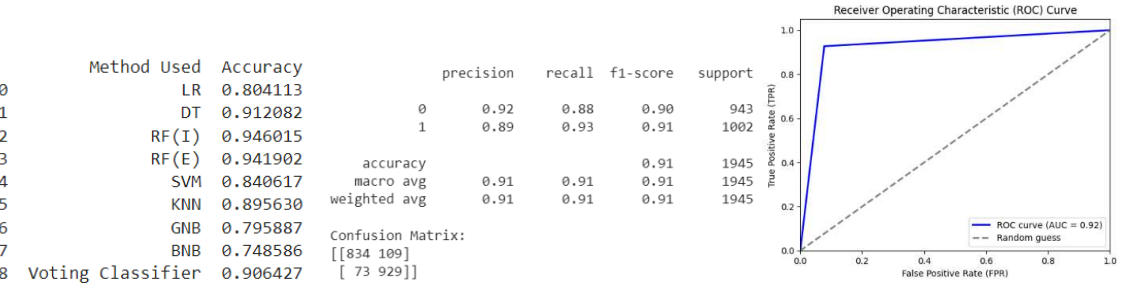 Method Used Accuracy
0 LR 0.804113
1 DT 0.912082
2 RF(I) 0.946015
3 RF(E) 0.941902
4 SVM 0.840617
5 KNN 0.895630
6 GNB 0.795887
7 BNB 0.748586
8 Voting Classifier 0.906427
precision recall f1-score support
0 0.92 0.88 0.90 943
1 0.89 0.93 0.91 1002
accuracy 0.91 1945
macro avg 0.91 0.91 0.91 1945
weighted avg 0.91 0.91 0.91 1945
Confusion Matrix:
[[834 109]
[ 73 929]]
Receiver Operating Characteristic (ROC) Curve
True Positive Rate (TPR)
1.0
0.8
0.6
0.4
0.2
0.0
ROC curve (AUC = 0.92)
Random guess
0.0 0.2 0.4 0.6 0.8 1.0
False Positive Rate (FPR)